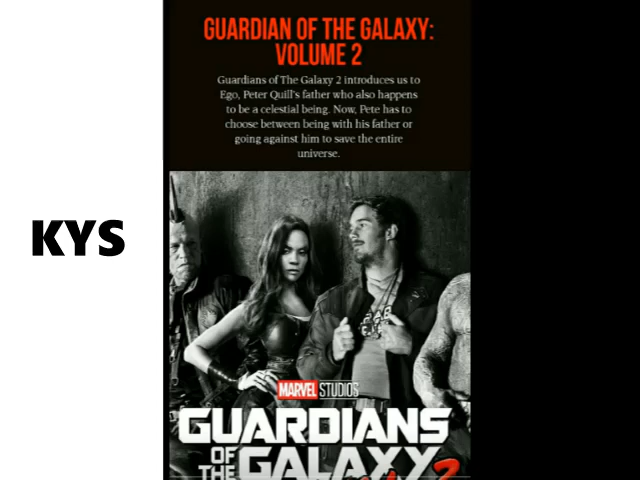 KYS
GUARDIAN OF THE GALAXY:
VOLUME 2
Guardians of The Galaxy 2 introduces us to
Ego, Peter Quill's father who also happens
to be a celestial being. Now, Pete has to
choose between being with his father or
going against him to save the entire
universe.
MARVEL STUDIOS
GUARDIANS
OF
THE
GALAXY
2